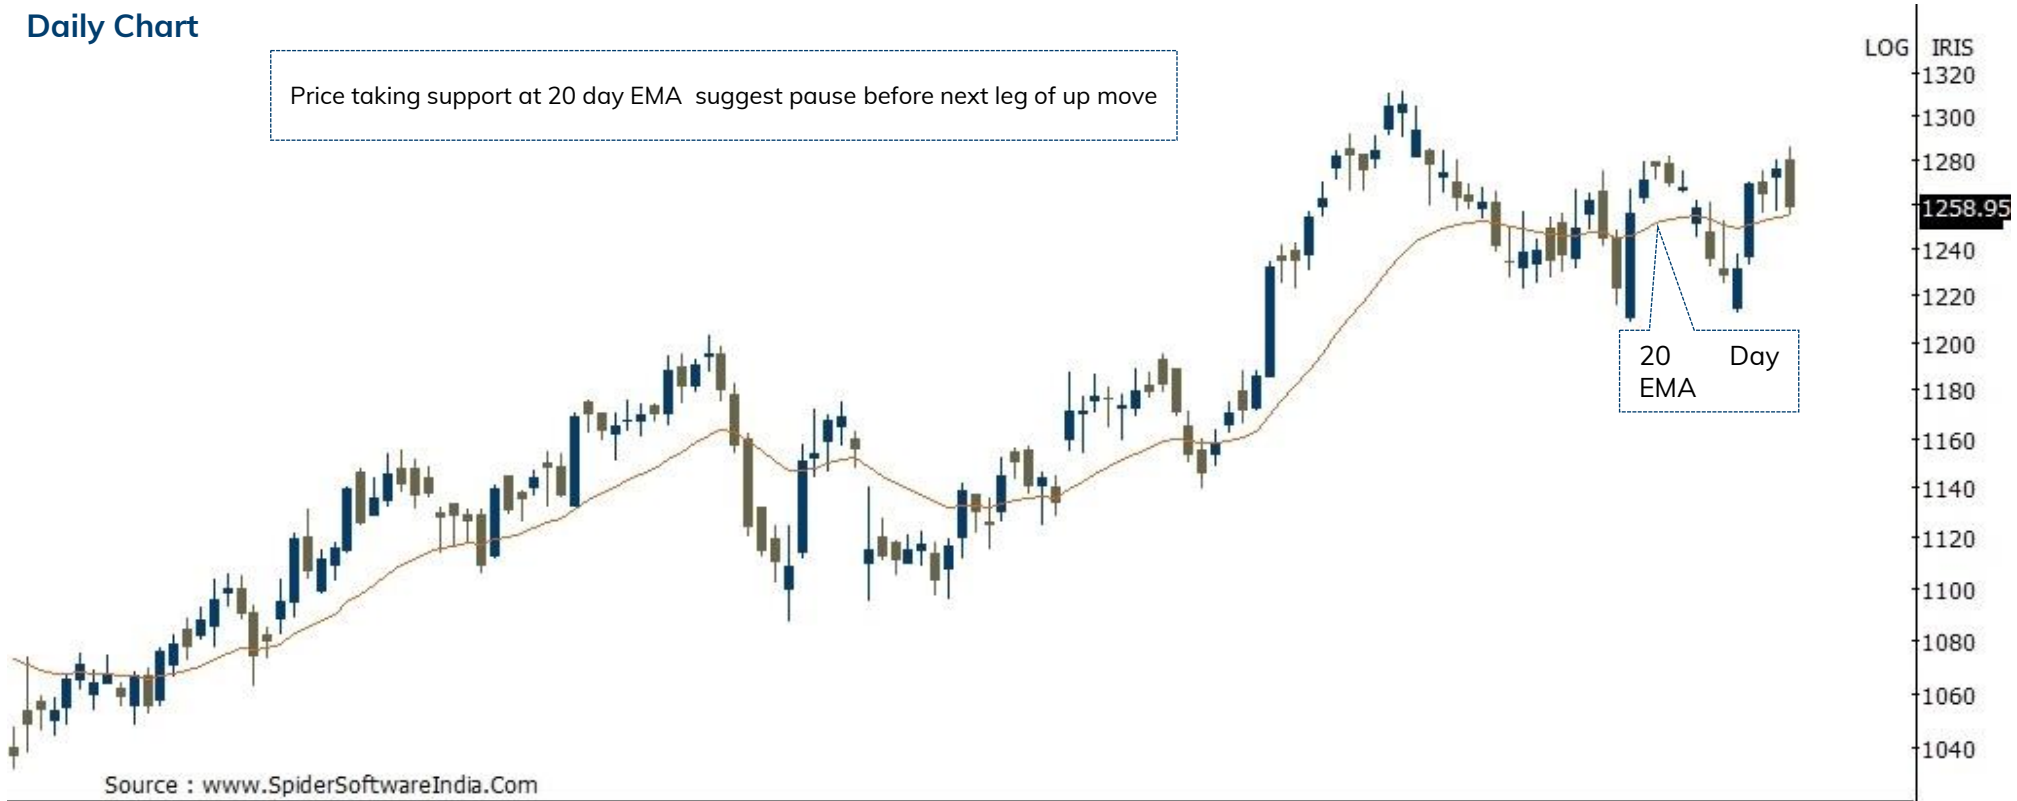 Daily Chart
Price taking support at 20 day EMA  suggest pause before next leg of up move
LOG IRIS
1320
1300
1280
1258.95
1240
1220
1200
1180
1160
1140
1120
1100
1080
1060
1040
20 Day
EMA
Source : www.SpiderSoftwareIndia.Com